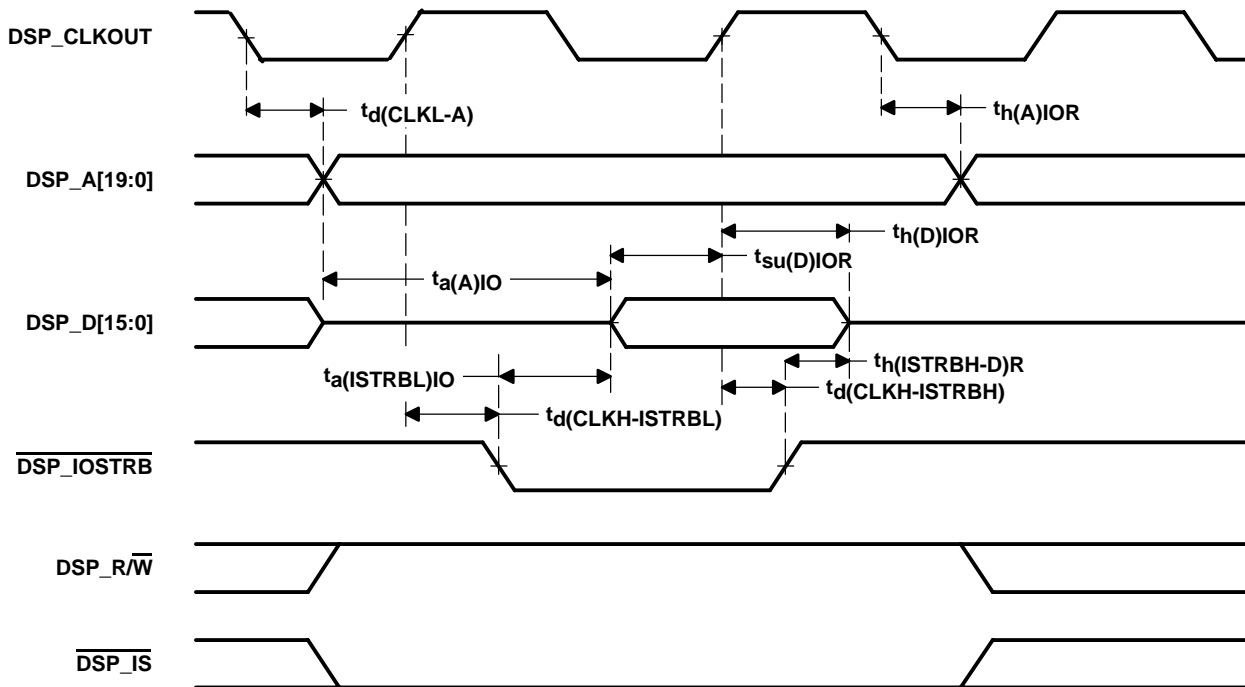 DSP_CLKOUT
td(CLKL-A)
th(A)IOR
DSP_A[19:0]
th(D)IOR
tsu(D)IOR
ta(A)IO
DSP_D[15:0]
th(ISTRBH-D)R
ta(ISTRBL)IO
td(CLKH-ISTRBH)
td(CLKH-ISTRBL)
DSP_IOSTRB
DSP_R/W
DSP_IS